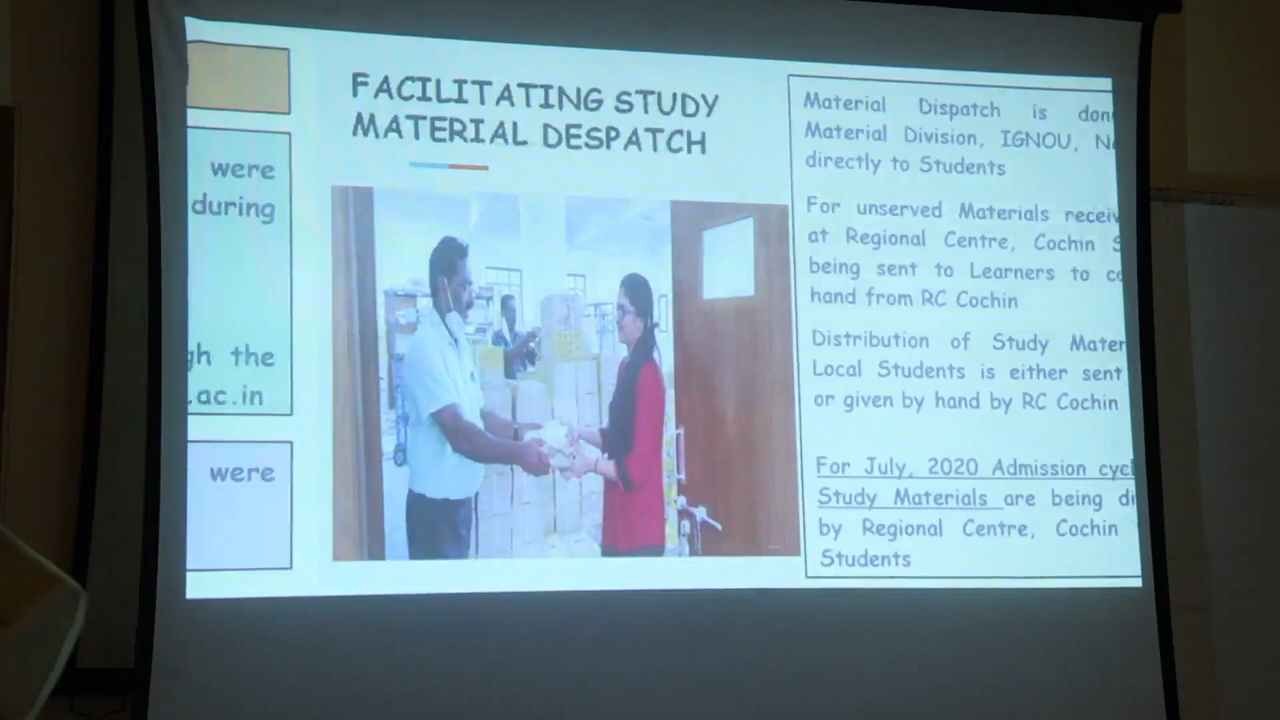 were
during
the
.ac.in
were
FACILITATING STUDY
MATERIAL DESPATCH
Material Dispatch is
Material Division, IGNOU,
directly to Students
For unserved Materials
at Regional Centre, Cochin
being sent to Learners to
hand from RC Cochin
Distribution of Study
Local Students is either sent
or given by hand by RC Cochin
For July, 2020 Admission
Study Materials are being
by Regional Centre, Cochin
Students